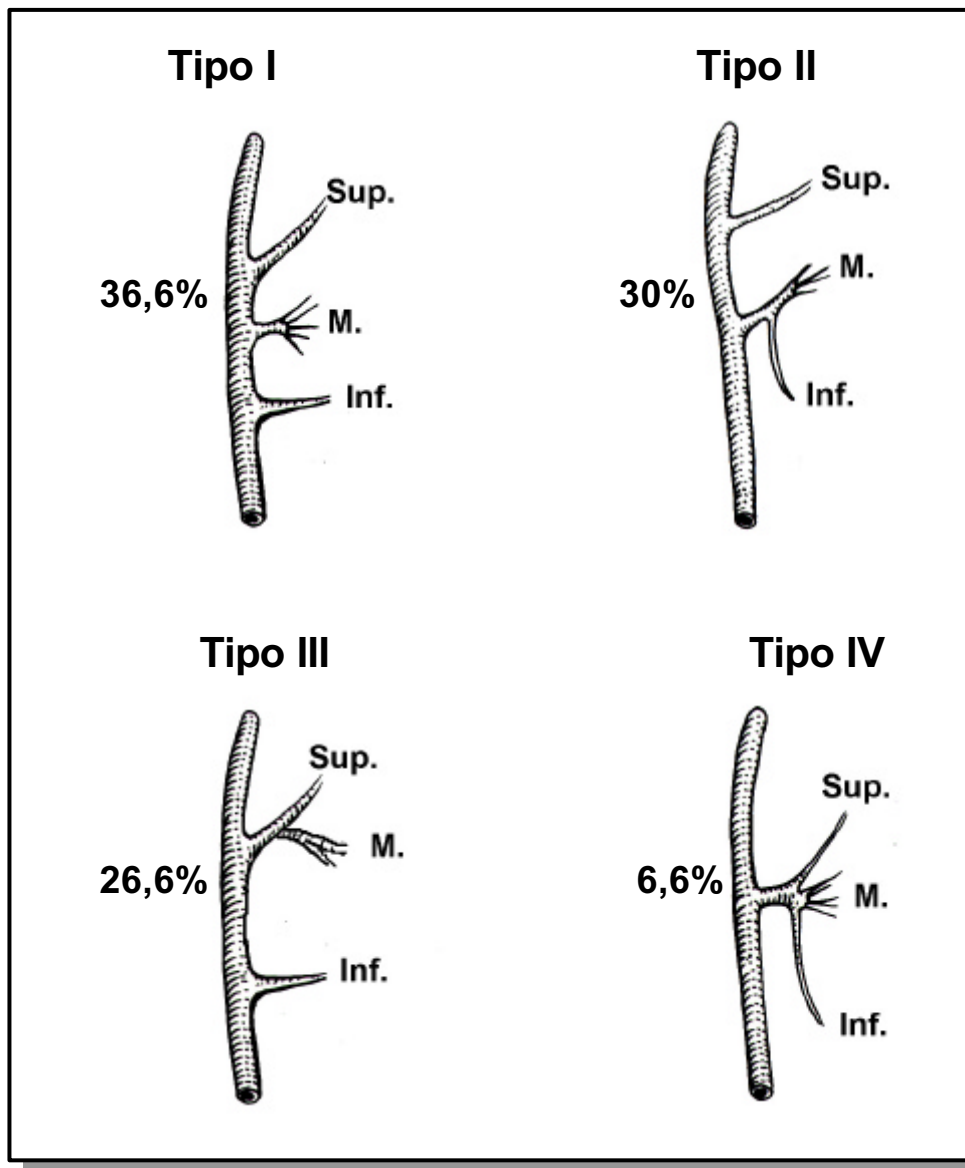 Tipo I
Sup.
36,6%
M.
Inf.
Tipo II
Sup.
M.
30%
Inf.
Tipo III
Sup.
M.
26,6%
Inf.
Tipo IV
Sup.
6,6%
M.
Inf.